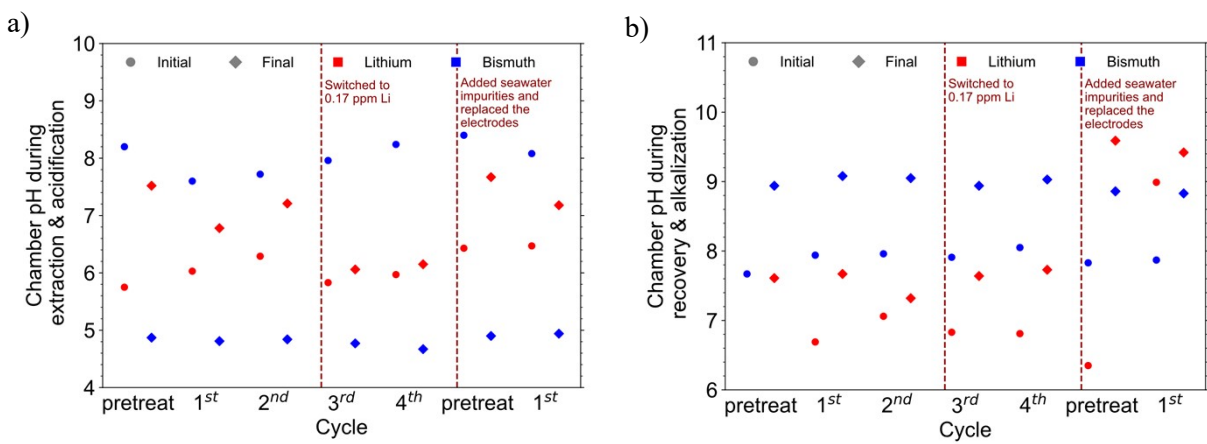 a)
Chamber pH during
extraction & acidification
10
9
8
7
6
5
4
Initial Final Lithium Bismuth
Switched to
0.17 ppm Li
Added seawater
impurities and
replaced the
electrodes
pretreat 1st 2nd 3rd 4th pretreat 1st
Cycle
b)
Chamber pH during
recovery & alkalization
11
10
9
8
7
6
Initial Final Lithium Bismuth
Switched to
0.17 ppm Li
Added seawater
impurities and
replaced the
electrodes
pretreat 1st 2nd 3rd 4th pretreat 1st
Cycle